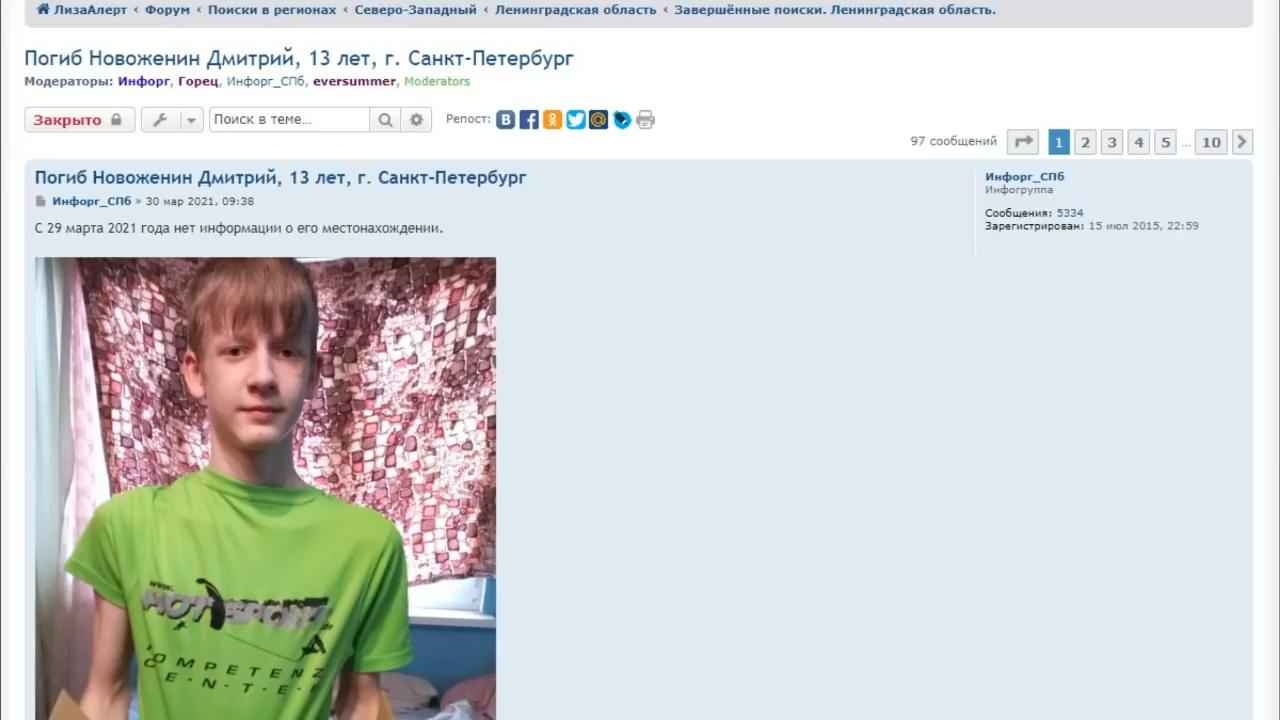 ЛизаАлерт ‹ Форум ‹ Поиски в регионах ‹ Северо-Западный ‹ Ленинградская область ‹ Завершённые поиски. Ленинградская область.
Погиб Новоженин Дмитрий, 13 лет, г. Санкт-Петербург
Модераторы: Инфорг, Горец, Инфорг_СПб, eversummer, Moderators
Закрыто Поиск в теме… Репост:
97 сообщений 1 2 3 4 5 … 10
Погиб Новоженин Дмитрий, 13 лет, г. Санкт-Петербург
Инфорг_СПб » 30 мар 2021, 09:38
С 29 марта 2021 года нет информации о его местонахождении.
Инфорг_СПб
Инфогруппа
Сообщения: 5334
Зарегистрирован: 15 июл 2015, 22:59
www.
HOT SPORT
COMPETENZ
C·E·N·T·E·R